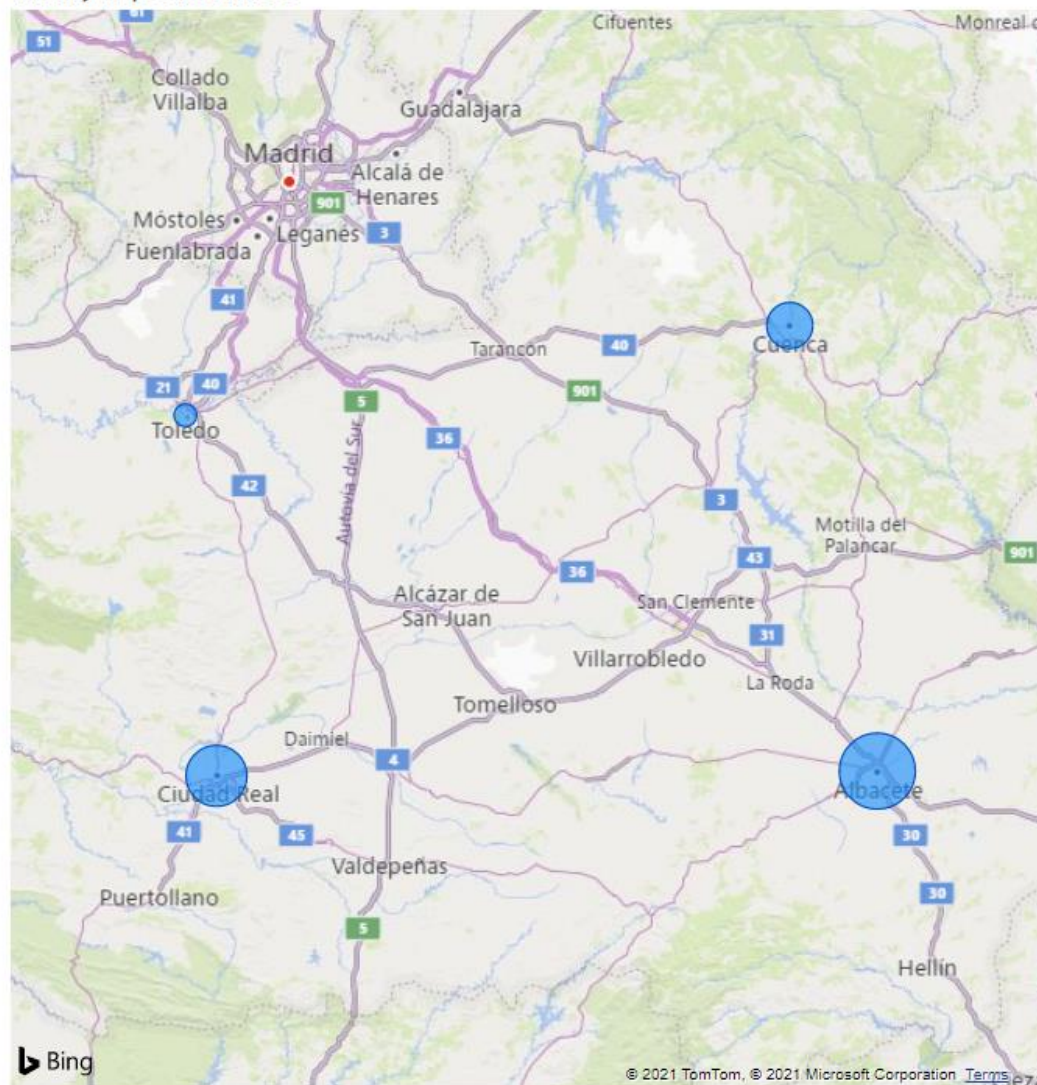 61
Cifuentes
51
Collado
Villalba
Guadalajara
Madrid
Alcalá de
Henares
901
Móstoles
Leganés
3
Fuenlabrada
41
Cuenca
Tarancón
40
21
40
5
901
Toledo
36
Autovía del Sur
42
3
Motilla del
Palancar
43
901
36
Alcázar de
San Juan
San Clemente
31
Villarrobledo
La Roda
Tomelloso
Daimiel
4
Ciudad Real
Albacete
41
45
30
Valdepeñas
Puertollano
30
5
Hellín
Bing
© 2021 TomTom, © 2021 Microsoft Corporation Terms